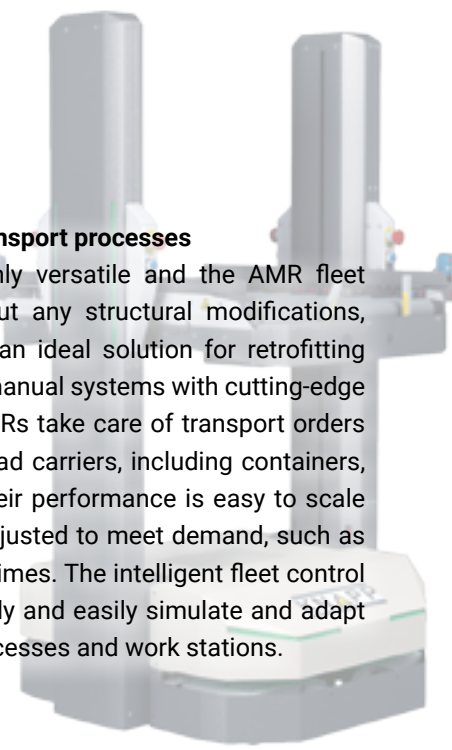 nsport processes
nly versatile and the AMR fleet
ut any structural modifications,
an ideal solution for retrofitting
manual systems with cutting-edge
Rs take care of transport orders
ad carriers, including containers,
eir performance is easy to scale
justed to meet demand, such as
imes. The intelligent fleet control
ly and easily simulate and adapt
cesses and work stations.